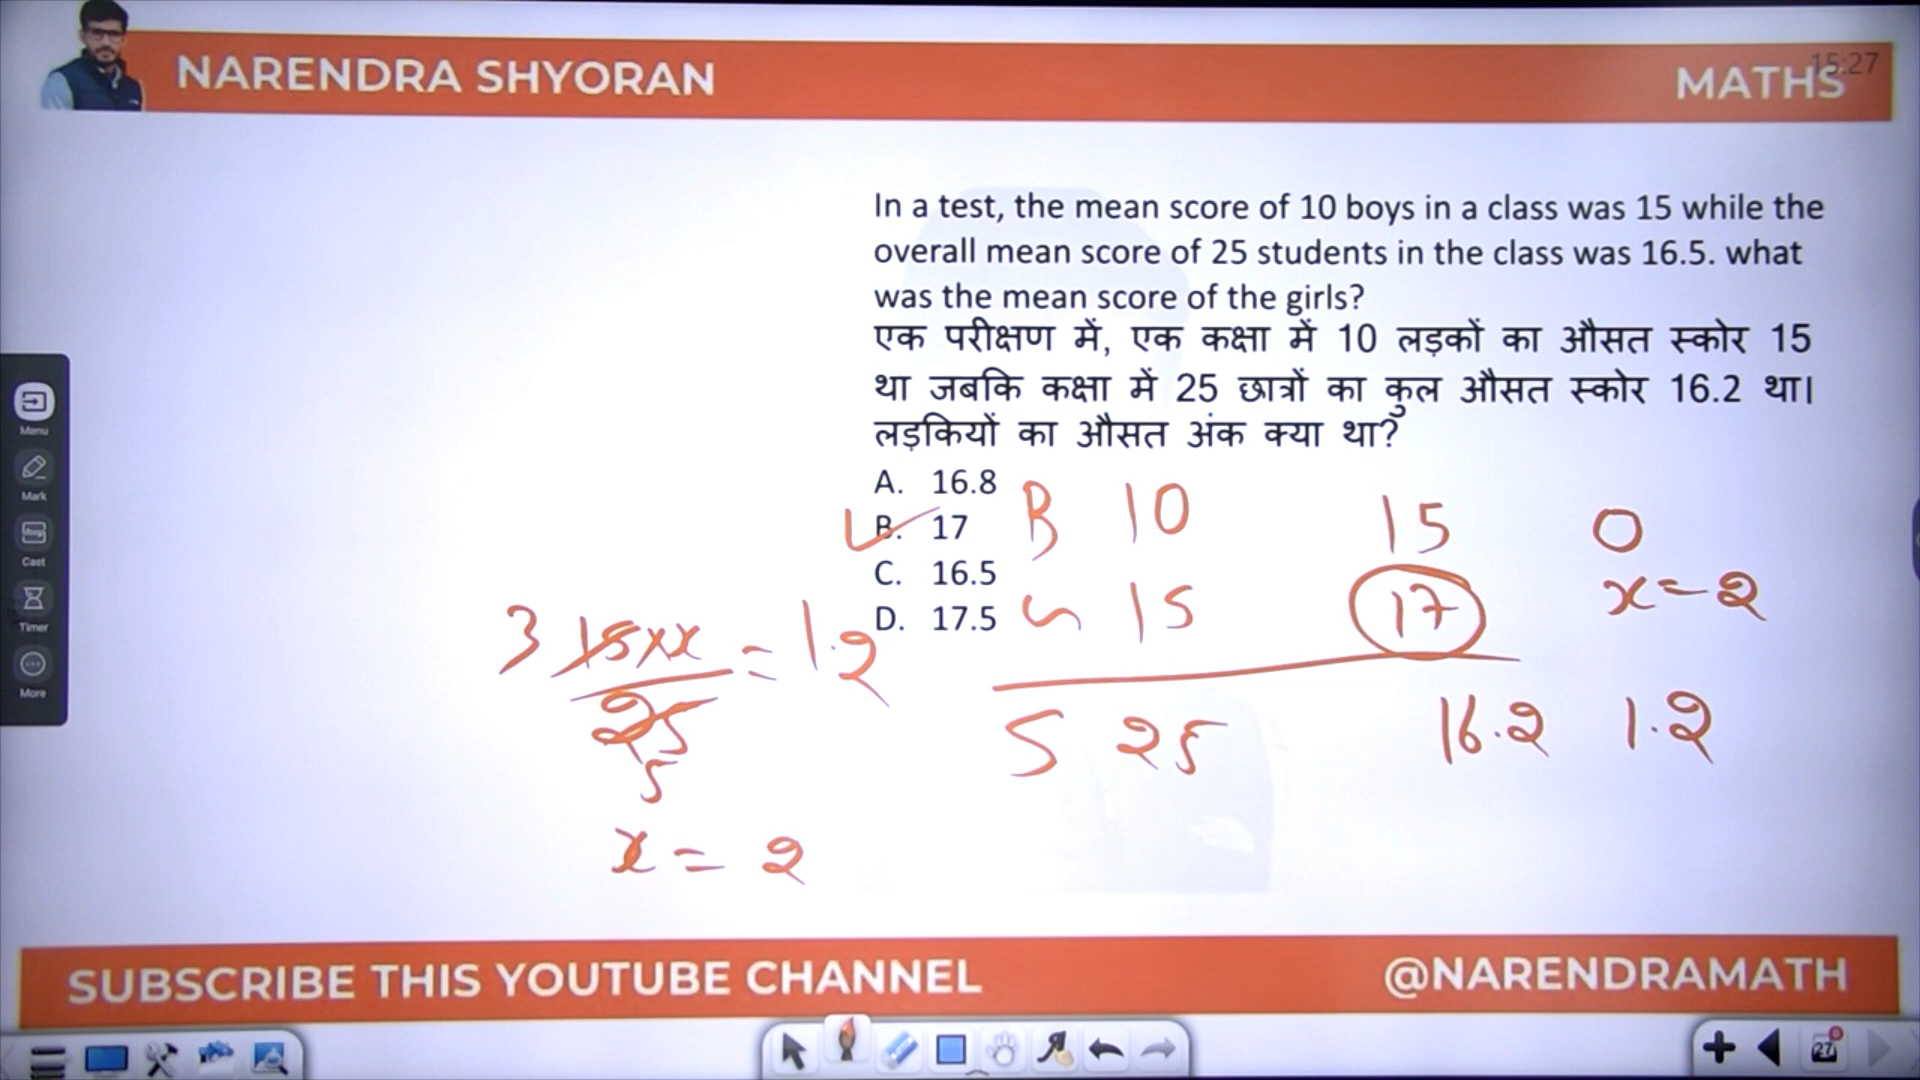 NARENDRA SHYORAN
MATHS
15:27
In a test, the mean score of 10 boys in a class was 15 while the
overall mean score of 25 students in the class was 16.5. what
was the mean score of the girls?
एक परीक्षण में, एक कक्षा में 10 लड़कों का औसत स्कोर 15
था जबकि कक्षा में 25 छात्रों का कुल औसत स्कोर 16.2 था।
लड़कियों का औसत अंक क्या था?
A. 16.8
B. 17
C. 16.5
D. 17.5
B 10 15 0
G 15 17 x=2
5 25 16.2 1.2
3 15×x = 1.2
25
5
x = 2
Menu
Mark
Cast
Timer
More
SUBSCRIBE THIS YOUTUBE CHANNEL
@NARENDRAMATH
27